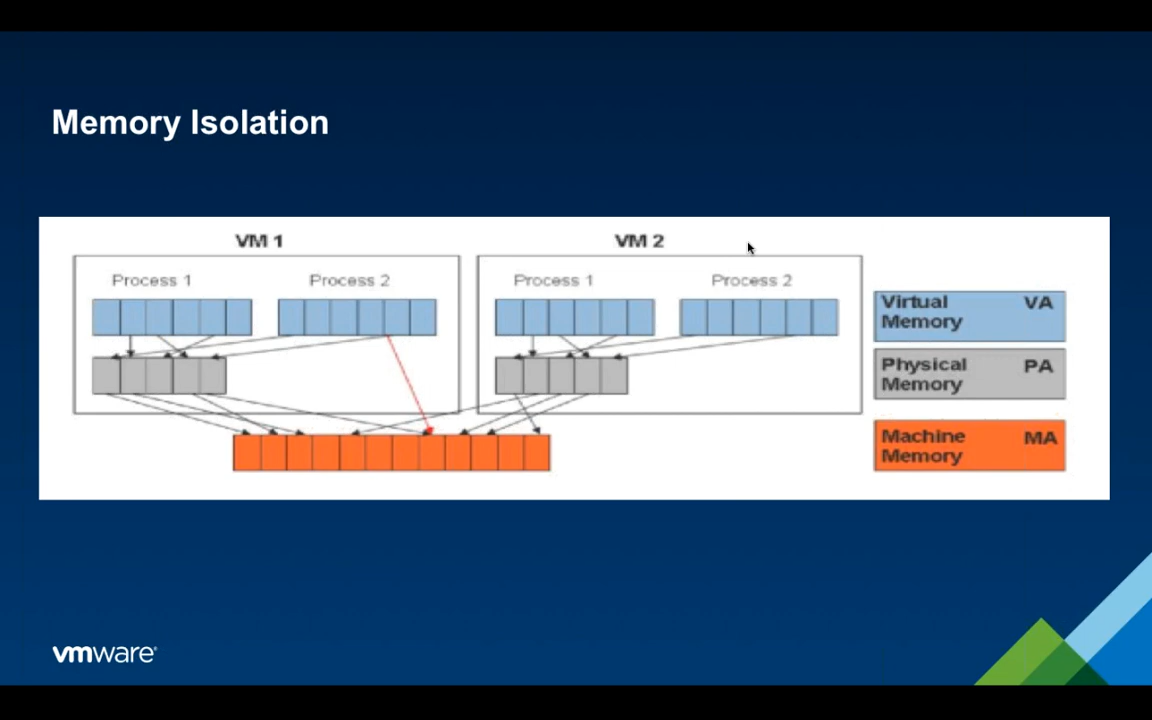 Memory Isolation
VM 1
VM 2
Process 1
Process 2
Process 1
Process 2
Virtual VA
Memory
Physical PA
Memory
Machine MA
Memory
vmware®